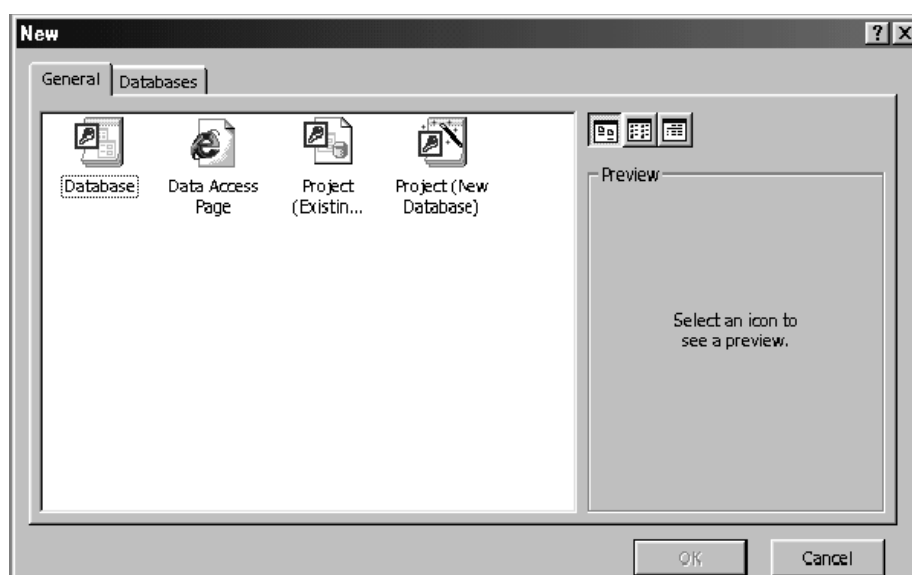 New
General
Databases
Database
Data Access
Page
Project
(Existin...
Project (New
Database)
Preview
Select an icon to
see a preview.
OK
Cancel